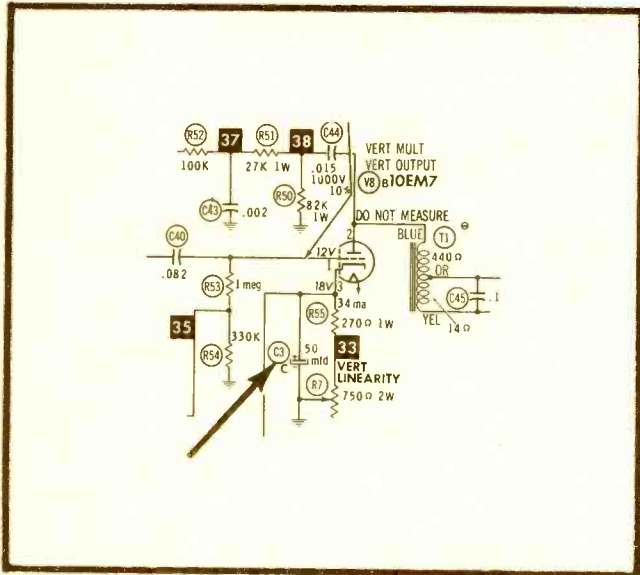 R52 37 R51 38 C44
100K 27K 1W
.015
1000V
10%
VERT MULT
VERT OUTPUT
V8 B 10EM7
R50 82K
1W
C43 .002
DO NOT MEASURE
2
BLUE T1
440Ω
OR
C45 .1
YEL 14Ω
C40
.082
12V
1
R53 1 meg
18V 3
34 ma
R55
270Ω 1W
35
R54 330K
C3
C
50
mfd
33
VERT
LINEARITY
R7 750Ω 2W